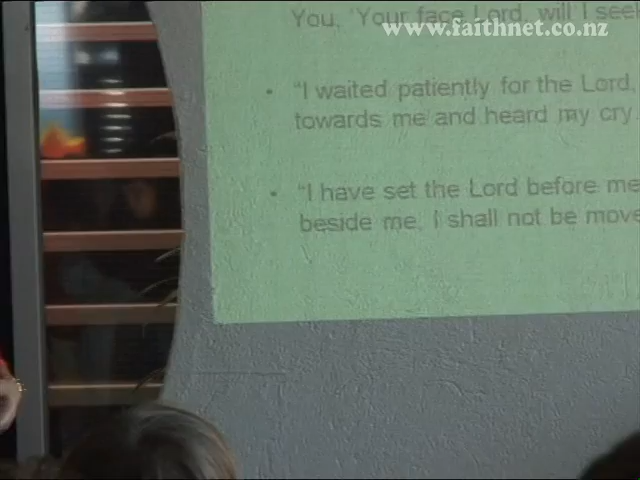 You, 'Your face Lord, will I seek
www.faithnet.co.nz
• "I waited patiently for the Lord,
towards me and heard my cry
• "I have set the Lord before me
beside me, I shall not be move